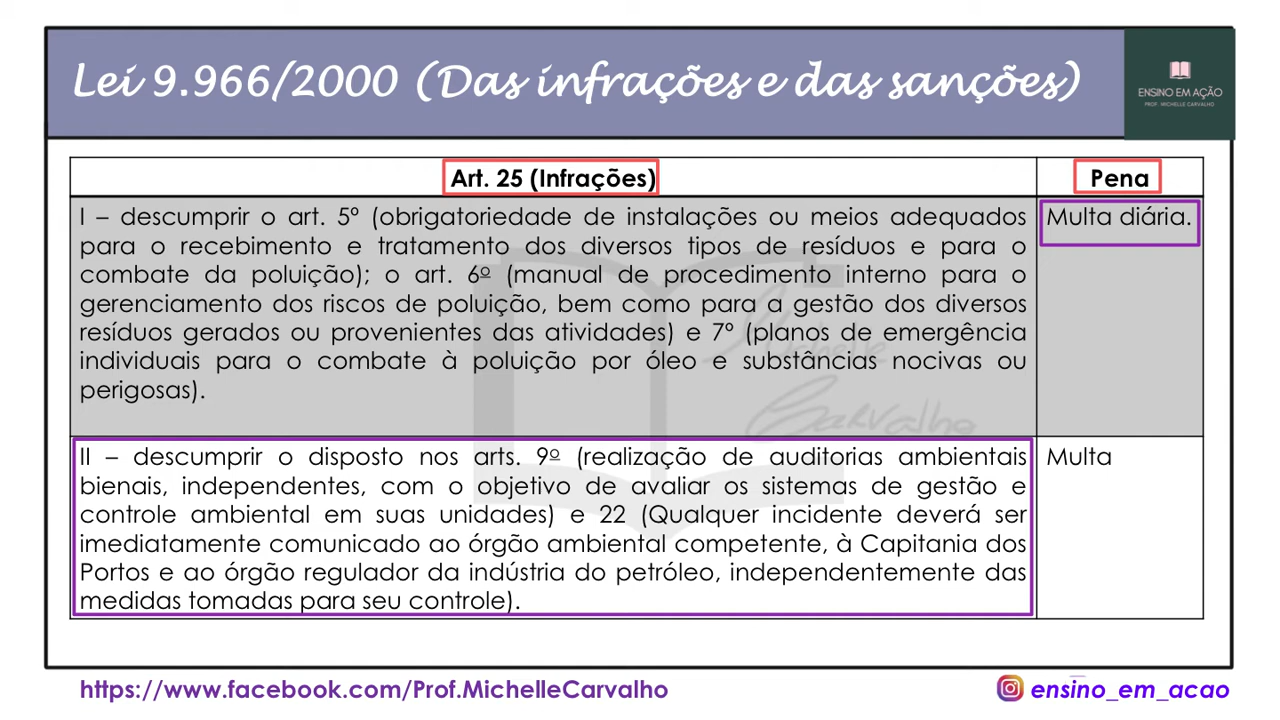 Lei 9.966/2000 (Das infrações e das sanções)
ENSINO EM AÇÃO
PROF. MICHELLE CARVALHO
Art. 25 (Infrações)
Pena
I – descumprir o art. 5º (obrigatoriedade de instalações ou meios adequados
para o recebimento e tratamento dos diversos tipos de resíduos e para o
combate da poluição); o art. 6º (manual de procedimento interno para o
gerenciamento dos riscos de poluição, bem como para a gestão dos diversos
resíduos gerados ou provenientes das atividades) e 7º (planos de emergência
individuais para o combate à poluição por óleo e substâncias nocivas ou
perigosas).
Multa diária.
Michelle
Carvalho
II – descumprir o disposto nos arts. 9º (realização de auditorias ambientais
bienais, independentes, com o objetivo de avaliar os sistemas de gestão e
controle ambiental em suas unidades) e 22 (Qualquer incidente deverá ser
imediatamente comunicado ao órgão ambiental competente, à Capitania dos
Portos e ao órgão regulador da indústria do petróleo, independentemente das
medidas tomadas para seu controle).
Multa
https://www.facebook.com/Prof.MichelleCarvalho
ensino_em_acao